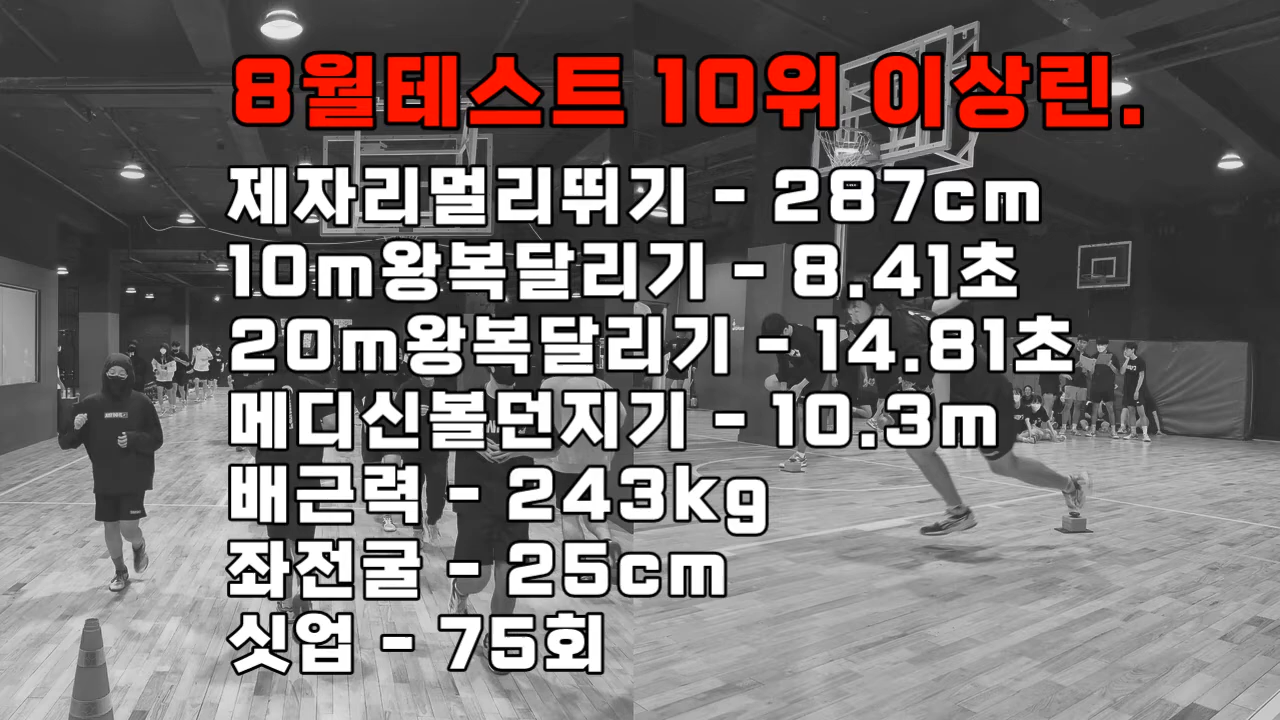 8월테스트 10위 이상린.
제자리멀리뛰기 - 287cm
10m왕복달리기 - 8.41초
20m왕복달리기 - 14.81초
메디신볼던지기 - 10.3m
배근력 - 243kg
좌전굴 - 25cm
싯업 - 75회